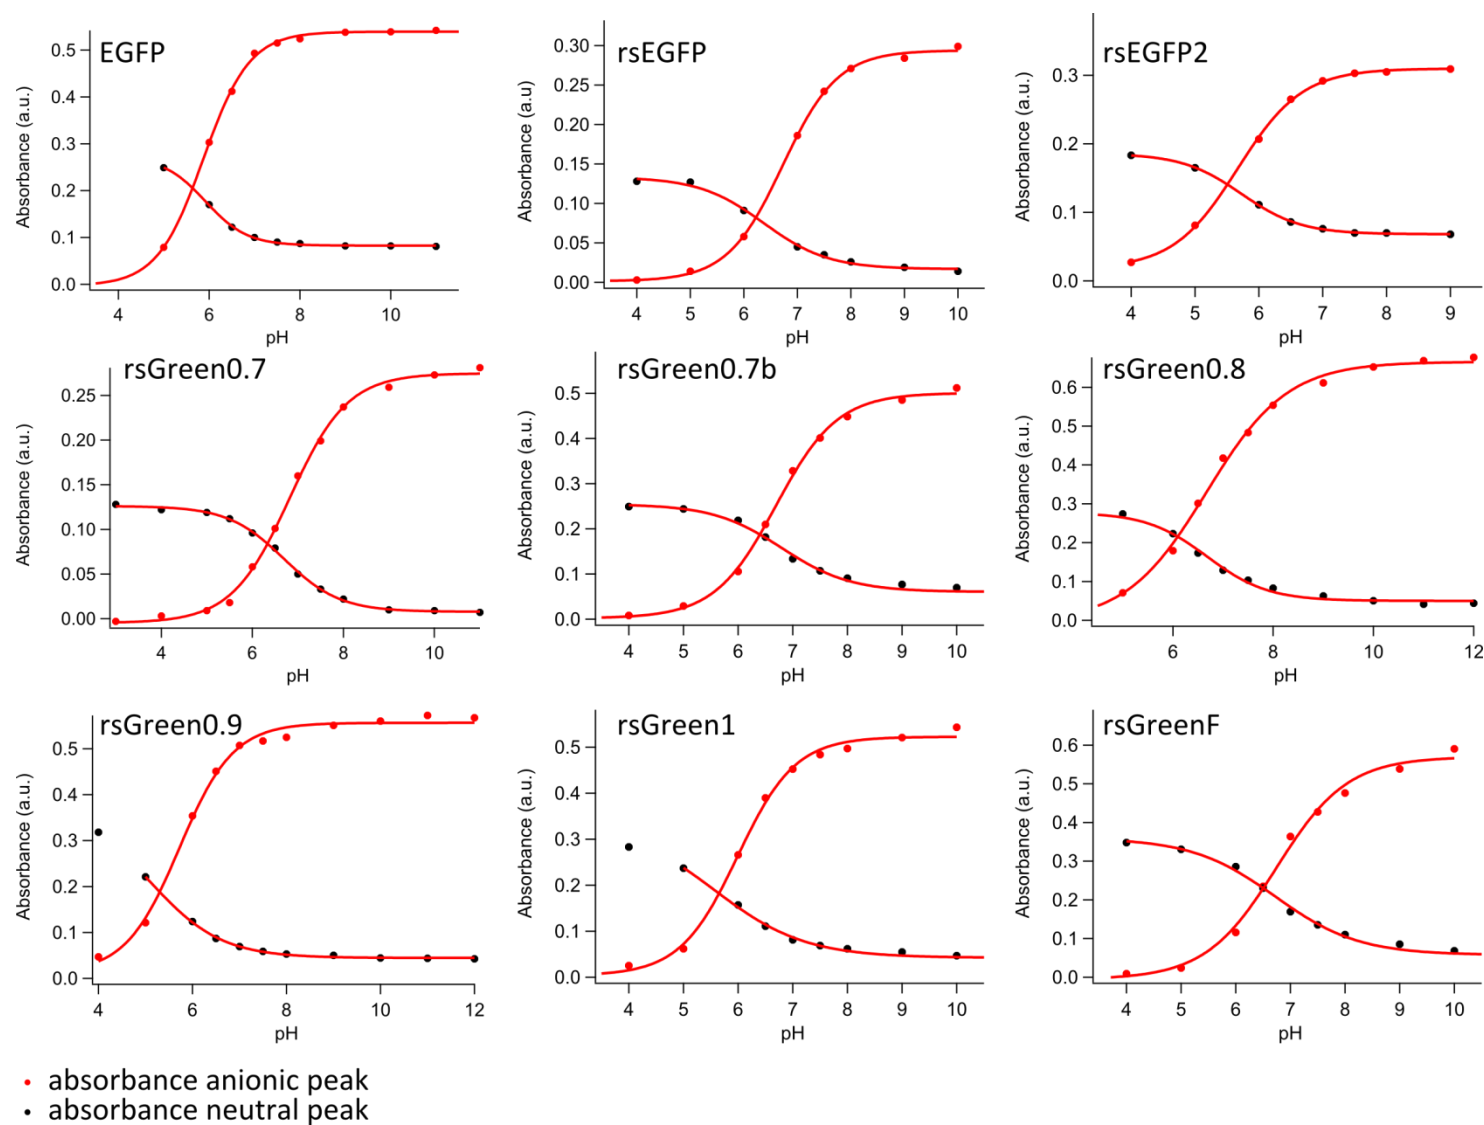 EGFP
Absorbance (a.u.)
0.5
0.4
0.3
0.2
0.1
0.0
4 6 8 10
pH
rsEGFP
Absorbance (a.u)
0.30
0.25
0.20
0.15
0.10
0.05
0.00
4 5 6 7 8 9 10
pH
rsEGFP2
Absorbance (a.u.)
0.3
0.2
0.1
0.0
4 5 6 7 8 9
pH
rsGreen0.7
Absorbance (a.u.)
0.25
0.20
0.15
0.10
0.05
0.00
4 6 8 10
pH
rsGreen0.7b
Absorbance (a.u.)
0.5
0.4
0.3
0.2
0.1
0.0
4 5 6 7 8 9 10
pH
rsGreen0.8
Absorbance (a.u.)
0.6
0.5
0.4
0.3
0.2
0.1
0.0
6 8 10 12
pH
rsGreen0.9
Absorbance (a.u.)
0.5
0.4
0.3
0.2
0.1
0.0
4 6 8 10 12
pH
rsGreen1
Absorbance (a.u.)
0.5
0.4
0.3
0.2
0.1
0.0
4 5 6 7 8 9 10
pH
rsGreenF
Absorbance (a.u.)
0.6
0.5
0.4
0.3
0.2
0.1
0.0
4 5 6 7 8 9 10
pH
absorbance anionic peak
absorbance neutral peak